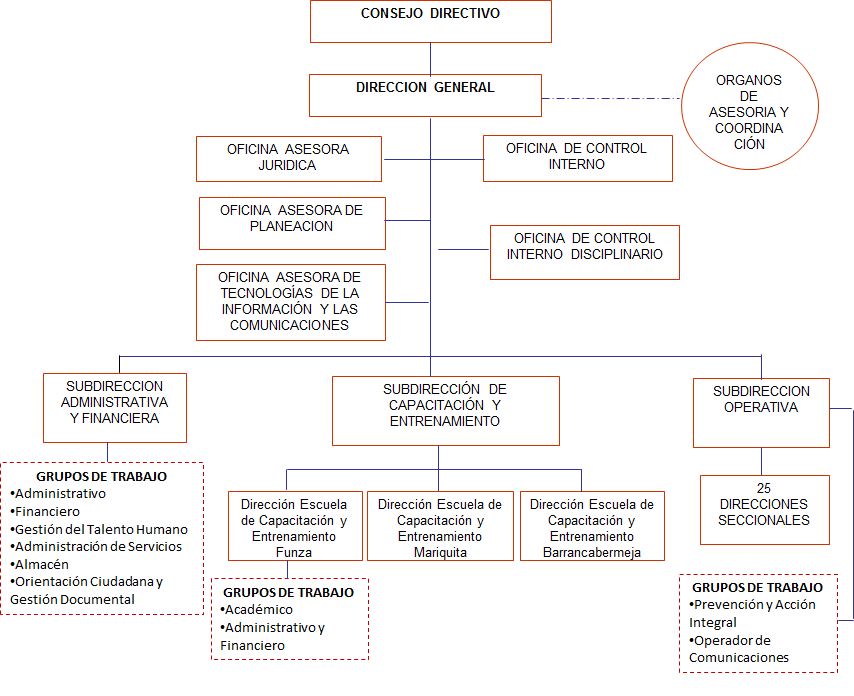 CONSEJO DIRECTIVO
DIRECCION GENERAL
ORGANOS
DE
ASESORIA Y
COORDINA
CIÓN
OFICINA ASESORA
JURIDICA
OFICINA DE CONTROL
INTERNO
OFICINA ASESORA DE
PLANEACION
OFICINA DE CONTROL
INTERNO DISCIPLINARIO
OFICINA ASESORA DE
TECNOLOGÍAS DE LA
INFORMACIÓN Y LAS
COMUNICACIONES
SUBDIRECCION
ADMINISTRATIVA
Y FINANCIERA
SUBDIRECCIÓN DE
CAPACITACIÓN Y
ENTRENAMIENTO
SUBDIRECCION
OPERATIVA
GRUPOS DE TRABAJO
•Administrativo
•Financiero
•Gestión del Talento Humano
•Administración de Servicios
•Almacén
•Orientación Ciudadana y
Gestión Documental
Dirección Escuela
de Capacitación y
Entrenamiento
Funza
Dirección Escuela de
Capacitación y
Entrenamiento
Mariquita
Dirección Escuela de
Capacitación y
Entrenamiento
Barrancabermeja
25
DIRECCIONES
SECCIONALES
GRUPOS DE TRABAJO
•Académico
•Administrativo y
Financiero
GRUPOS DE TRABAJO
•Prevención y Acción
Integral
•Operador de
Comunicaciones